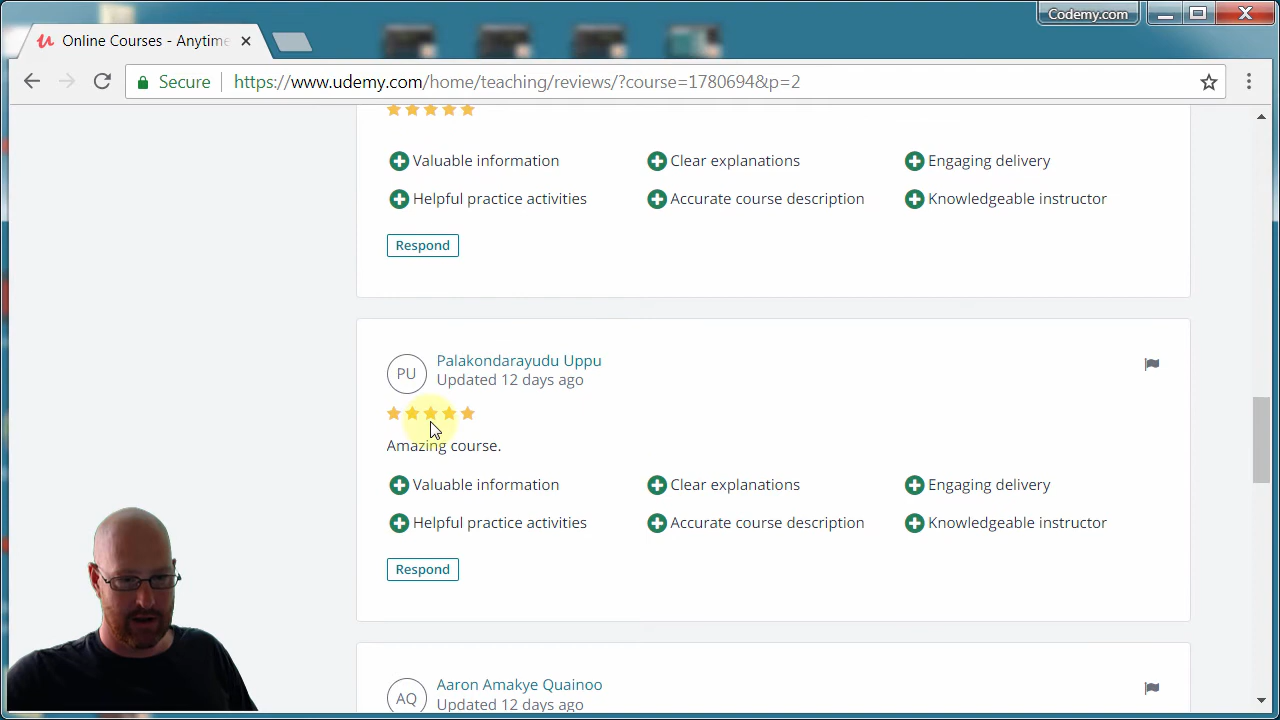 Codemy.com
Online Courses - Anytime
Secure https://www.udemy.com/home/teaching/reviews/?course=1780694&p=2
Valuable information Clear explanations Engaging delivery
Helpful practice activities Accurate course description Knowledgeable instructor
Respond
PU Palakondarayudu Uppu
Updated 12 days ago
Amazing course.
Valuable information Clear explanations Engaging delivery
Helpful practice activities Accurate course description Knowledgeable instructor
Respond
AQ Aaron Amakye Quainoo
Updated 12 days ago